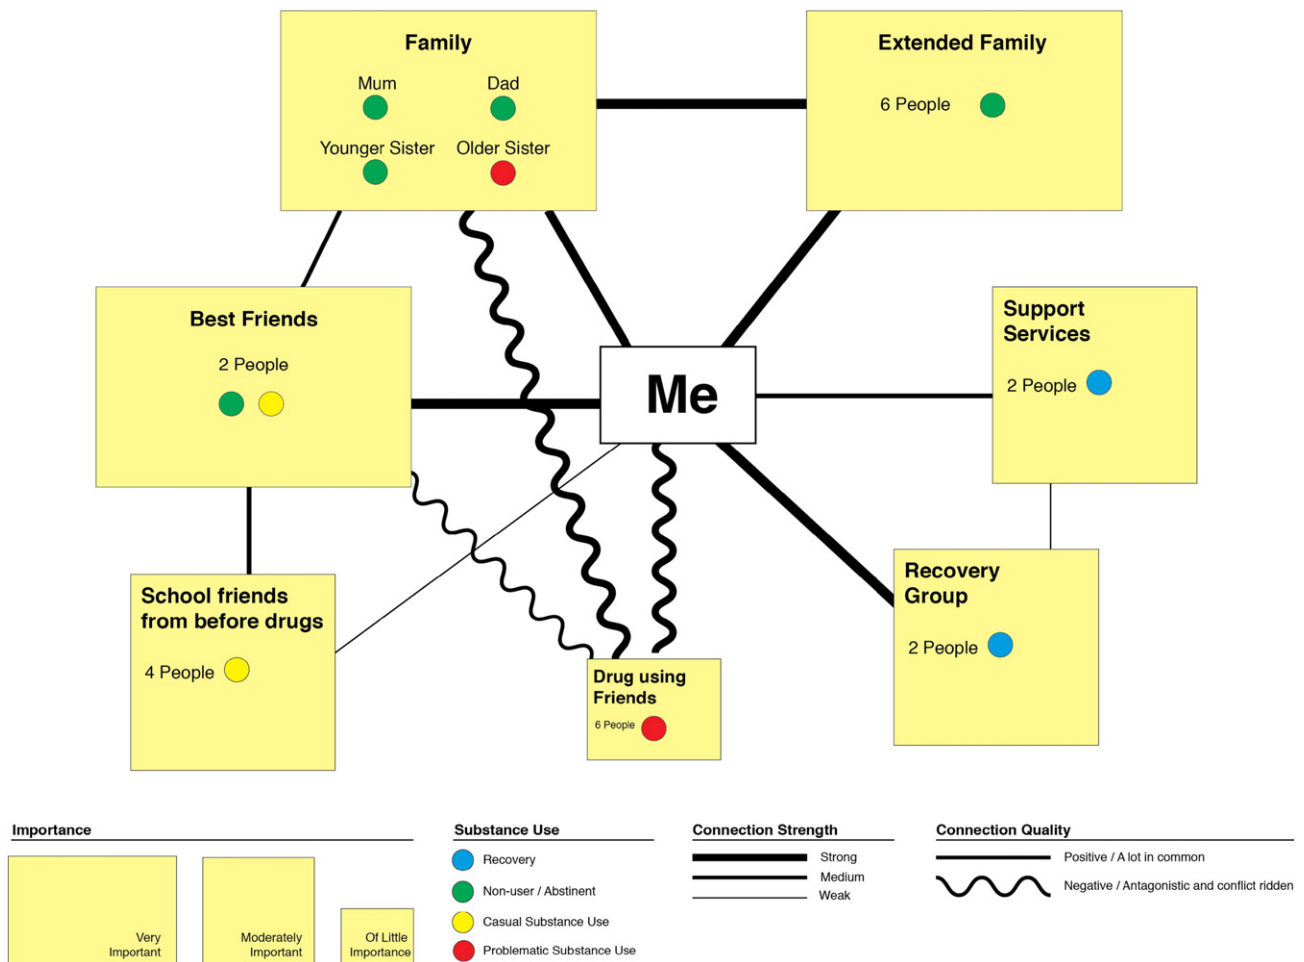 Family
Mum
Dad
Younger Sister
Older Sister
Extended Family
6 People
Best Friends
2 People
Me
Support
Services
2 People
School friends
from before drugs
4 People
Drug using
Friends
6 People
Recovery
Group
2 People
Importance
Very
Important
Moderately
Important
Of Little
Importance
Substance Use
Recovery
Non-user / Abstinent
Casual Substance Use
Problematic Substance Use
Connection Strength
Strong
Medium
Weak
Connection Quality
Positive / A lot in common
Negative / Antagonistic and conflict ridden